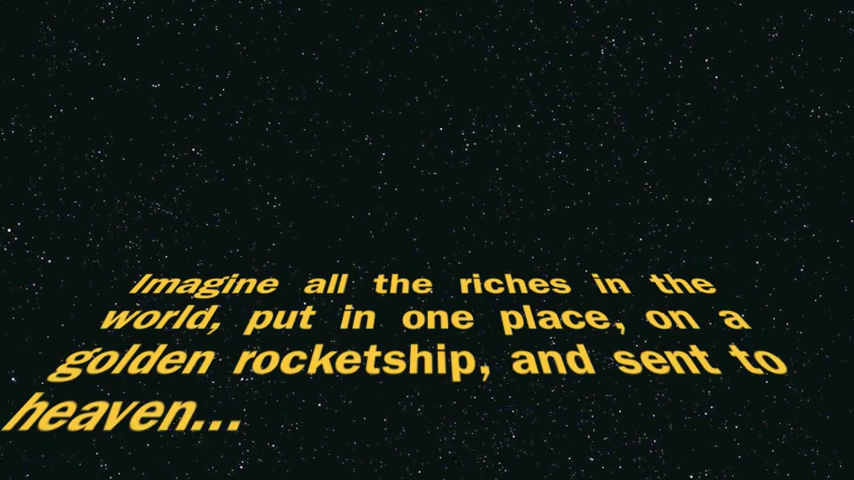 Imagine all the riches in the
world, put in one place, on a
golden rocketship, and sent to
heaven...